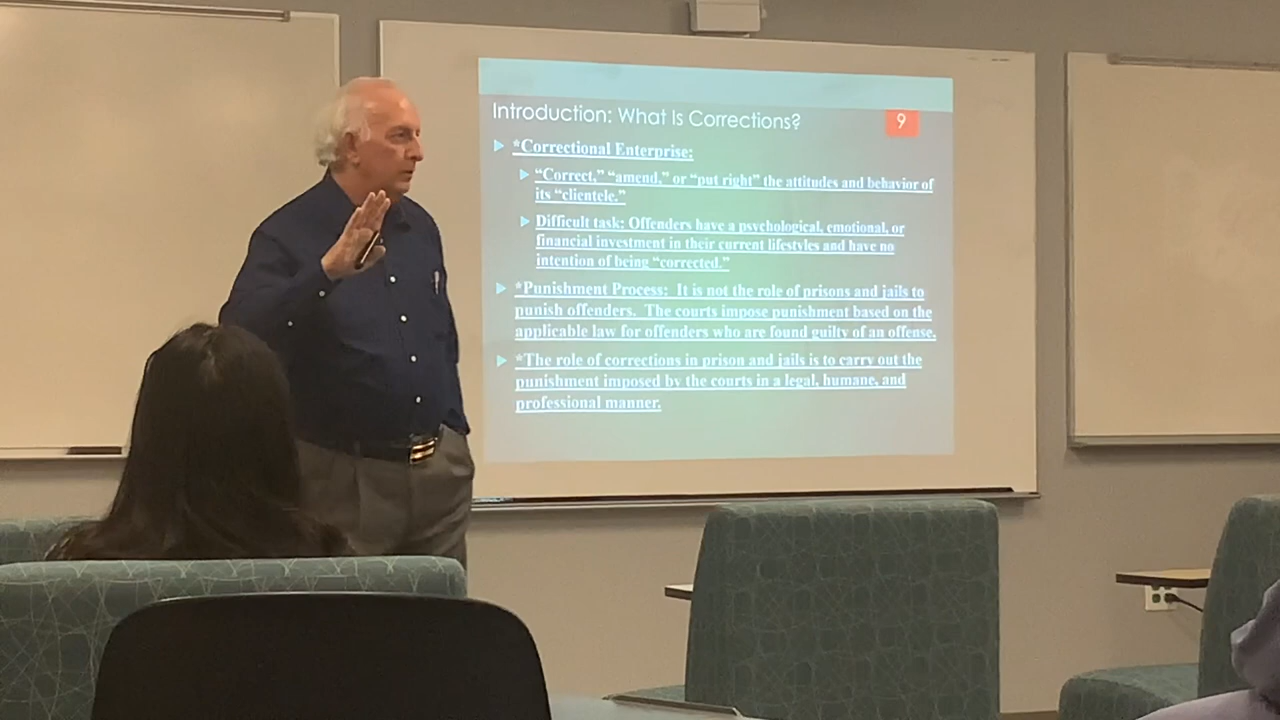 Introduction: What Is Corrections?
9
*Correctional Enterprise:
“Correct,” “amend,” or “put right” the attitudes and behavior of
its “clientele.”
Difficult task: Offenders have a psychological, emotional, or
financial investment in their current lifestyles and have no
intention of being “corrected.”
*Punishment Process:  It is not the role of prisons and jails to
punish offenders.  The courts impose punishment based on the
applicable law for offenders who are found guilty of an offense.
*The role of corrections in prison and jails is to carry out the
punishment imposed by the courts in a legal, humane, and
professional manner.